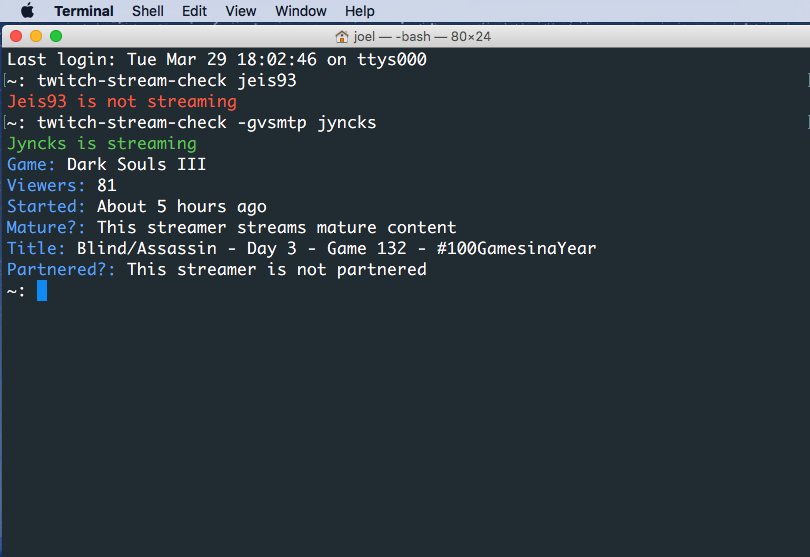 Terminal Shell Edit View Window Help
joel — -bash — 80×24
Last login: Tue Mar 29 18:02:46 on ttys000
[~: twitch-stream-check jeis93
Jeis93 is not streaming
[~: twitch-stream-check -gvsmtp jyncks
Jyncks is streaming
Game: Dark Souls III
Viewers: 81
Started: About 5 hours ago
Mature?: This streamer streams mature content
Title: Blind/Assassin - Day 3 - Game 132 - #100GamesinaYear
Partnered?: This streamer is not partnered
~: